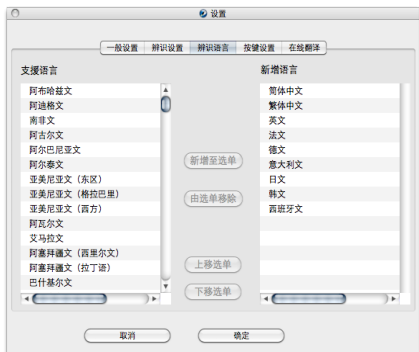 设置
一般设置 辨识设置 辨识语言 按键设置 在线翻译
支援语言
阿布哈兹文
阿迪格文
南非文
阿古尔文
阿尔巴尼亚文
阿尔泰文
亚美尼亚文（东区）
亚美尼亚文（格拉巴里）
亚美尼亚文（西方）
阿瓦尔文
艾马拉文
阿塞拜疆文（西里尔文）
阿塞拜疆文（拉丁语）
巴什基尔文
新增至选单
由选单移除
上移选单
下移选单
新增语言
简体中文
繁体中文
英文
法文
德文
意大利文
日文
韩文
西班牙文
取消 确定